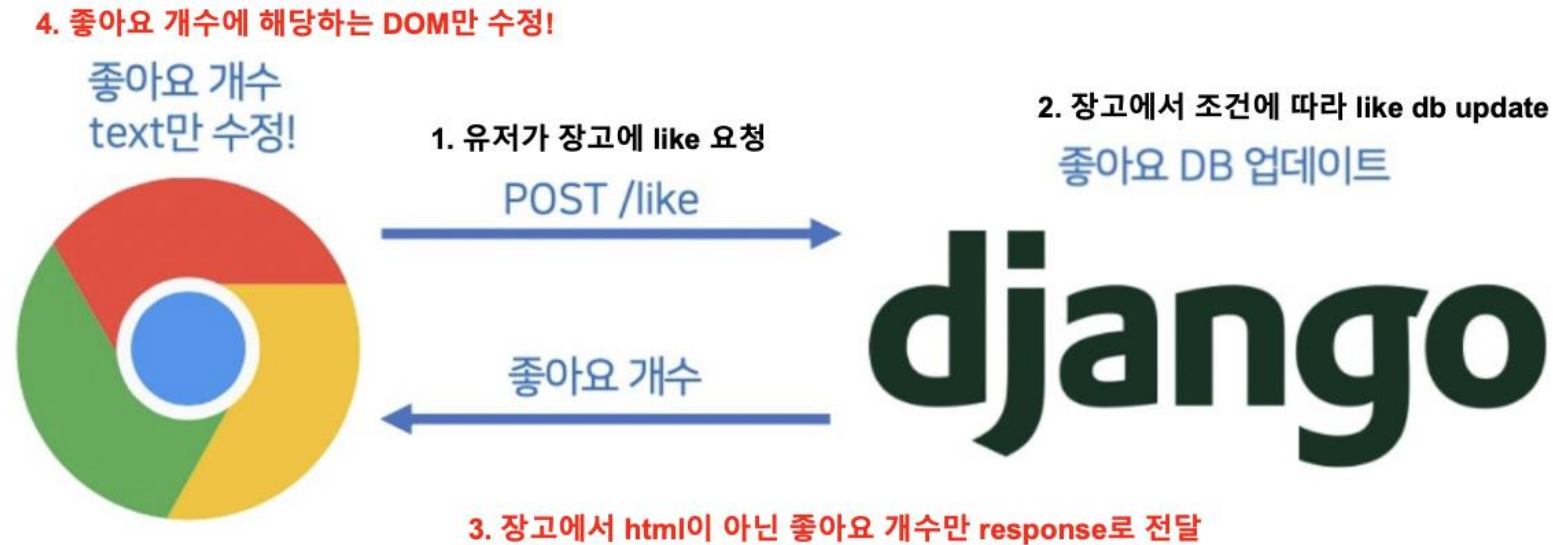 4. 좋아요 개수에 해당하는 DOM만 수정!
좋아요 개수
text만 수정!
1. 유저가 장고에 like 요청
POST /like
2. 장고에서 조건에 따라 like db update
좋아요 DB 업데이트
django
좋아요 개수
3. 장고에서 html이 아닌 좋아요 개수만 response로 전달